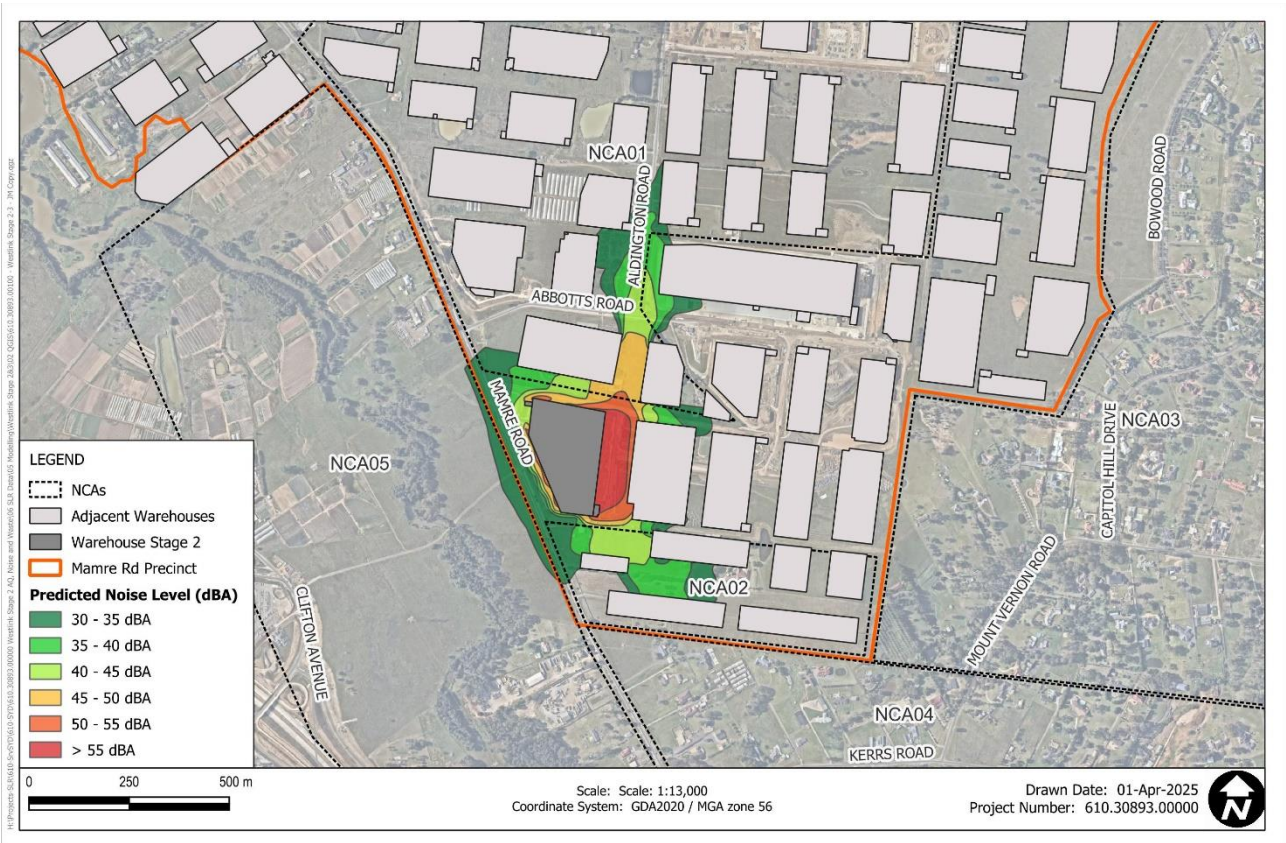 NCA01
ALDINGTON ROAD
BOWOOD ROAD
ABBOTTS ROAD
MAMRE ROAD
NCA03
CAPITOL HILL DRIVE
NCA05
NCA02
MOUNT VERNON ROAD
CLIFTON AVENUE
NCA04
KERRS ROAD
LEGEND
NCAs
Adjacent Warehouses
Warehouse Stage 2
Mamre Rd Precinct
Predicted Noise Level (dBA)
30 - 35 dBA
35 - 40 dBA
40 - 45 dBA
45 - 50 dBA
50 - 55 dBA
> 55 dBA
0 250 500 m
Scale: Scale: 1:13,000
Coordinate System: GDA2020 / MGA zone 56
Drawn Date: 01-Apr-2025
Project Number: 610.30893.00000
N